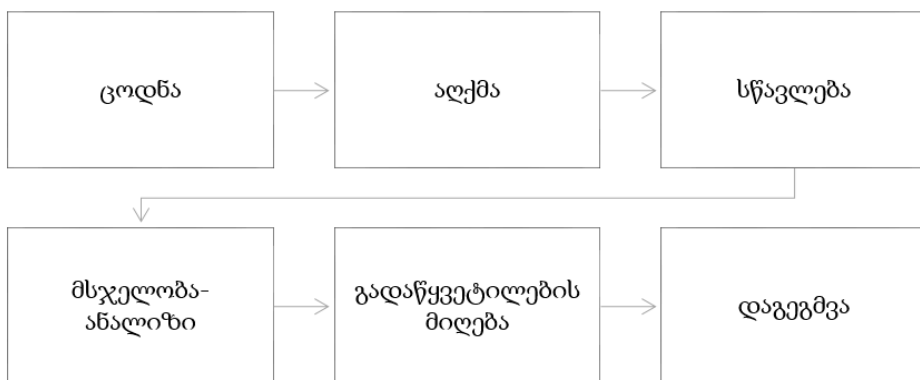 ცოდნა
აღქმა
სწავლება
მსჯელობა-
ანალიზი
გადაწყვეტილების
მიღება
დაგეგმვა